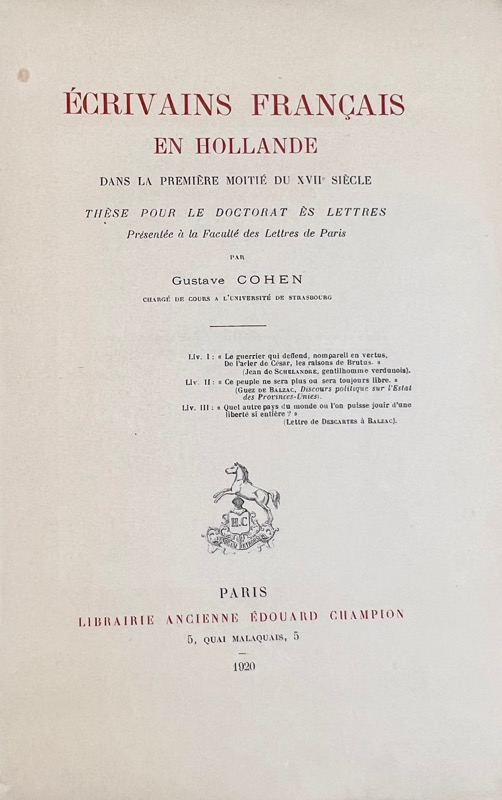 ÉCRIVAINS FRANÇAIS
EN HOLLANDE
DANS LA PREMIÈRE MOITIÉ DU XVIIᵉ SIÈCLE
THÈSE POUR LE DOCTORAT ÈS LETTRES
Présentée à la Faculté des Lettres de Paris
PAR
Gustave COHEN
CHARGÉ DE COURS A L'UNIVERSITÉ DE STRASBOURG
Liv. I : « Le guerrier qui deffend, nompareil en vertus,
De l'acier de César, les raisons de Brutus. »
(Jean de SCHELANDRE, gentilhomme verdunois).
Liv. II : « Ce peuple ne sera plus ou sera toujours libre. »
(GUEZ DE BALZAC, Discours politique sur l'Estat
des Provinces-Unies).
Liv. III : « Quel autre pays du monde où l'on puisse jouir d'une
liberté si entière ? »
(Lettre de DESCARTES à BALZAC).
H.C
PARIS
LIBRAIRIE ANCIENNE ÉDOUARD CHAMPION
5, QUAI MALAQUAIS, 5
1920